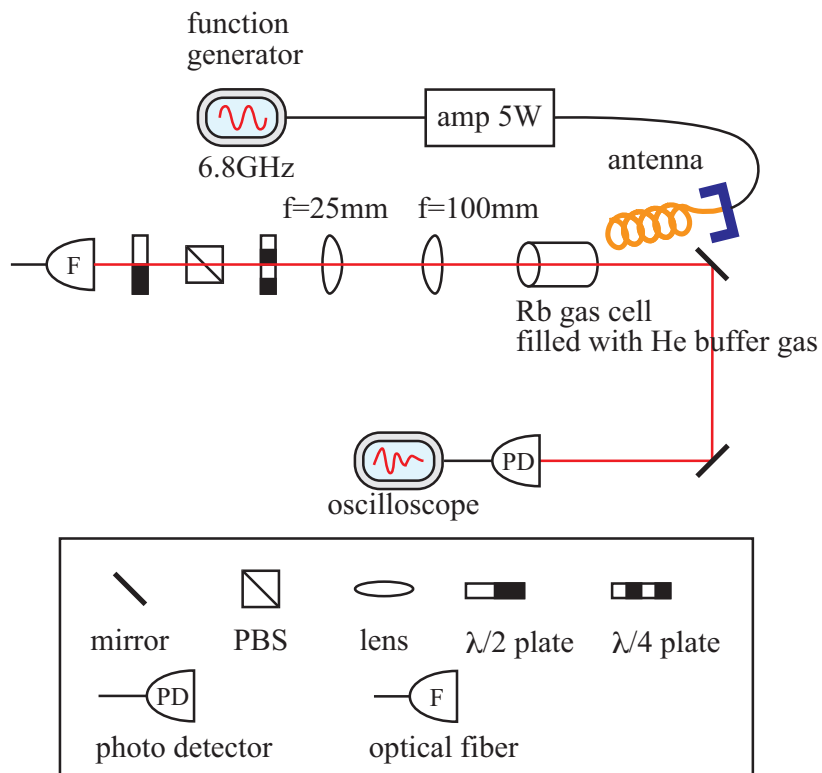 function
generator
amp 5W
6.8GHz
antenna
f=25mm
f=100mm
F
Rb gas cell
filled with He buffer gas
PD
oscilloscope
mirror
PBS
lens
λ/2 plate
λ/4 plate
PD
F
photo detector
optical fiber